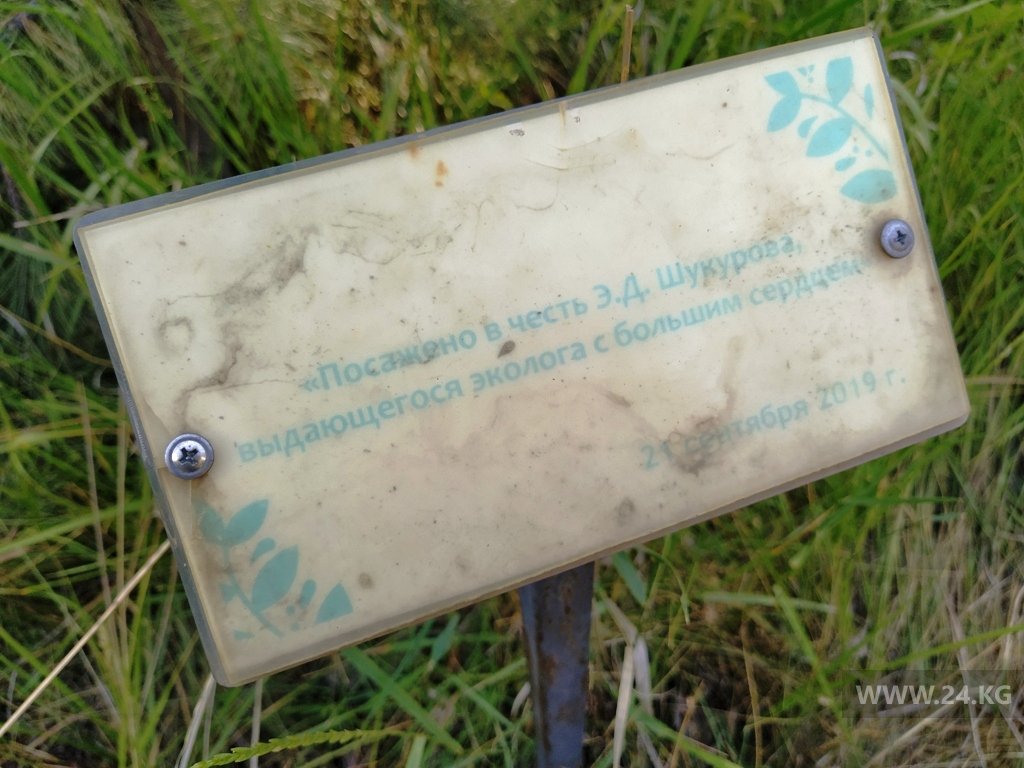 «Посажено в честь Э.Д. Шукурова,
выдающегося эколога с большим сердцем»
21 сентября 2019 г.
WWW.24.KG